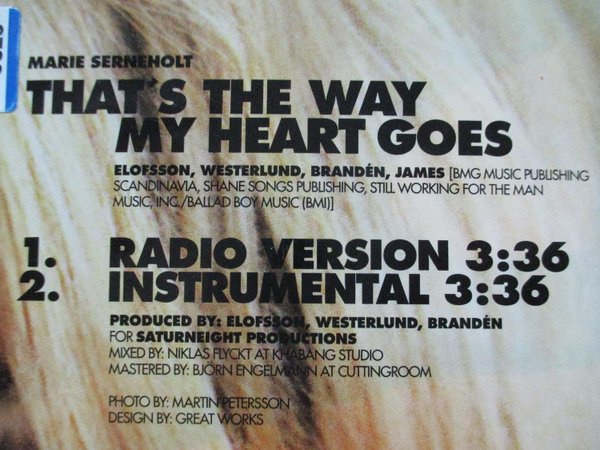 MARIE SERNEHOLT
THAT'S THE WAY
MY HEART GOES
ELOFSSON, WESTERLUND, BRANDÉN, JAMES [BMG MUSIC PUBLISHING
SCANDINAVIA, SHANE SONGS PUBLISHING, STILL WORKING FOR THE MAN
MUSIC, INC./BALLAD BOY MUSIC (BMI)]
1. RADIO VERSION 3:36
2. INSTRUMENTAL 3:36
PRODUCED BY: ELOFSSON, WESTERLUND, BRANDÉN
FOR SATURNEIGHT PRODUCTIONS
MIXED BY: NIKLAS FLYCKT AT KHABANG STUDIO
MASTERED BY: BJÖRN ENGELMANN AT CUTTINGROOM
PHOTO BY: MARTIN PETERSSON
DESIGN BY: GREAT WORKS